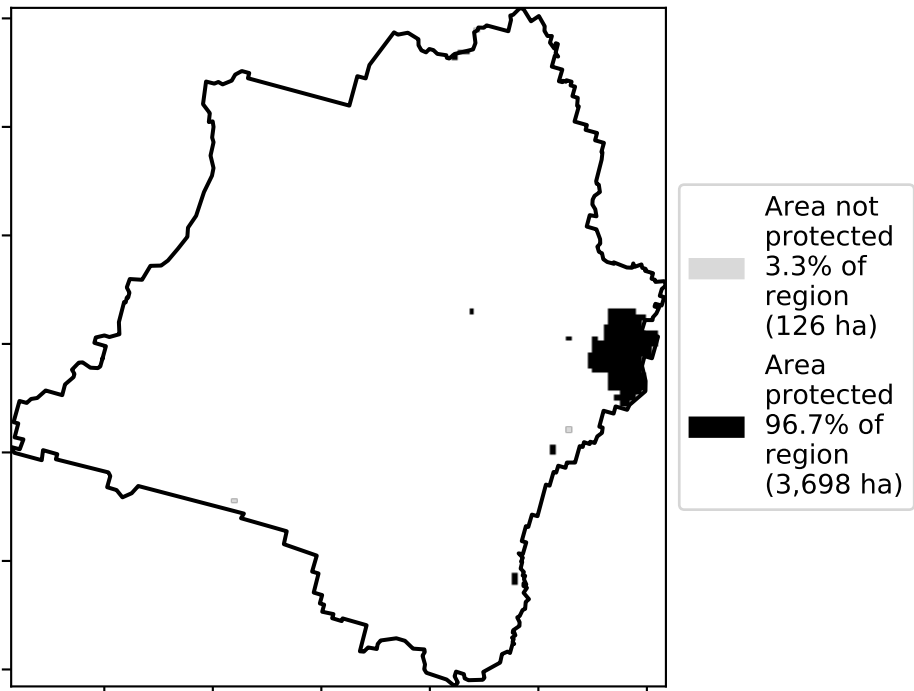 Area not
protected
3.3% of
region
(126 ha)
Area
protected
96.7% of
region
(3,698 ha)